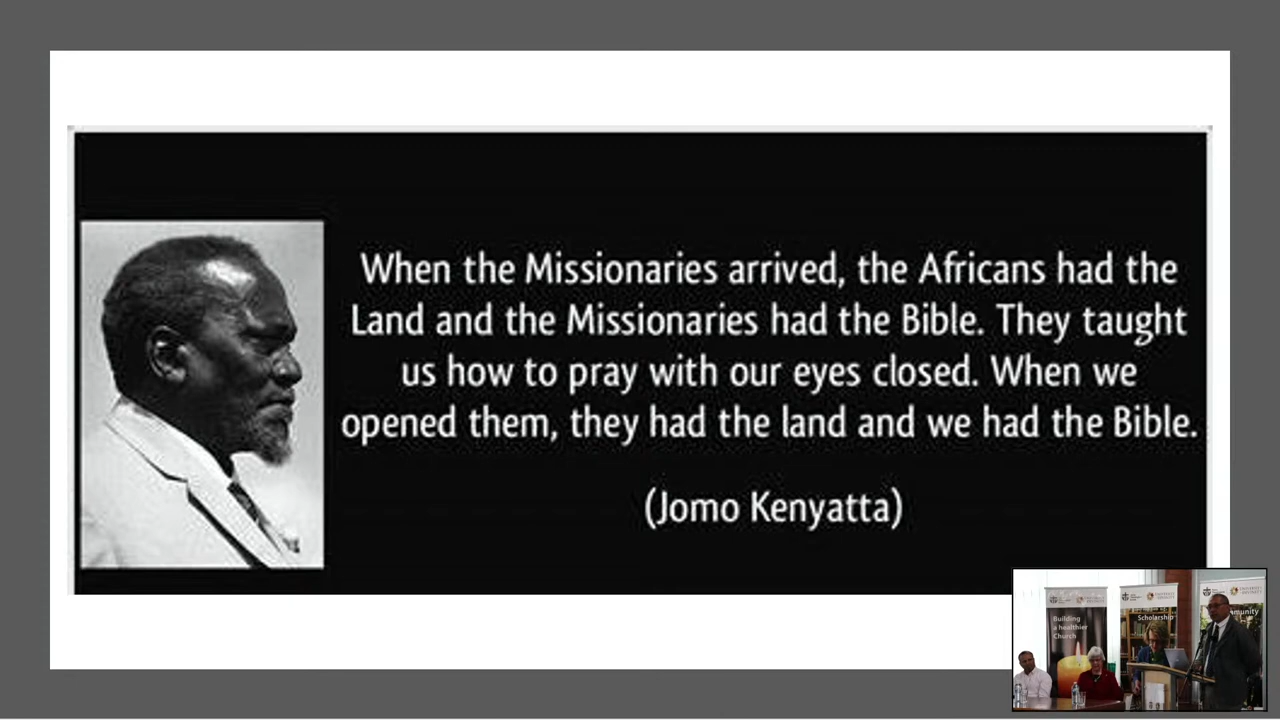 When the Missionaries arrived, the Africans had the
Land and the Missionaries had the Bible. They taught
us how to pray with our eyes closed. When we
opened them, they had the land and we had the Bible.
(Jomo Kenyatta)
Building
a healthier
Church
Scholarship